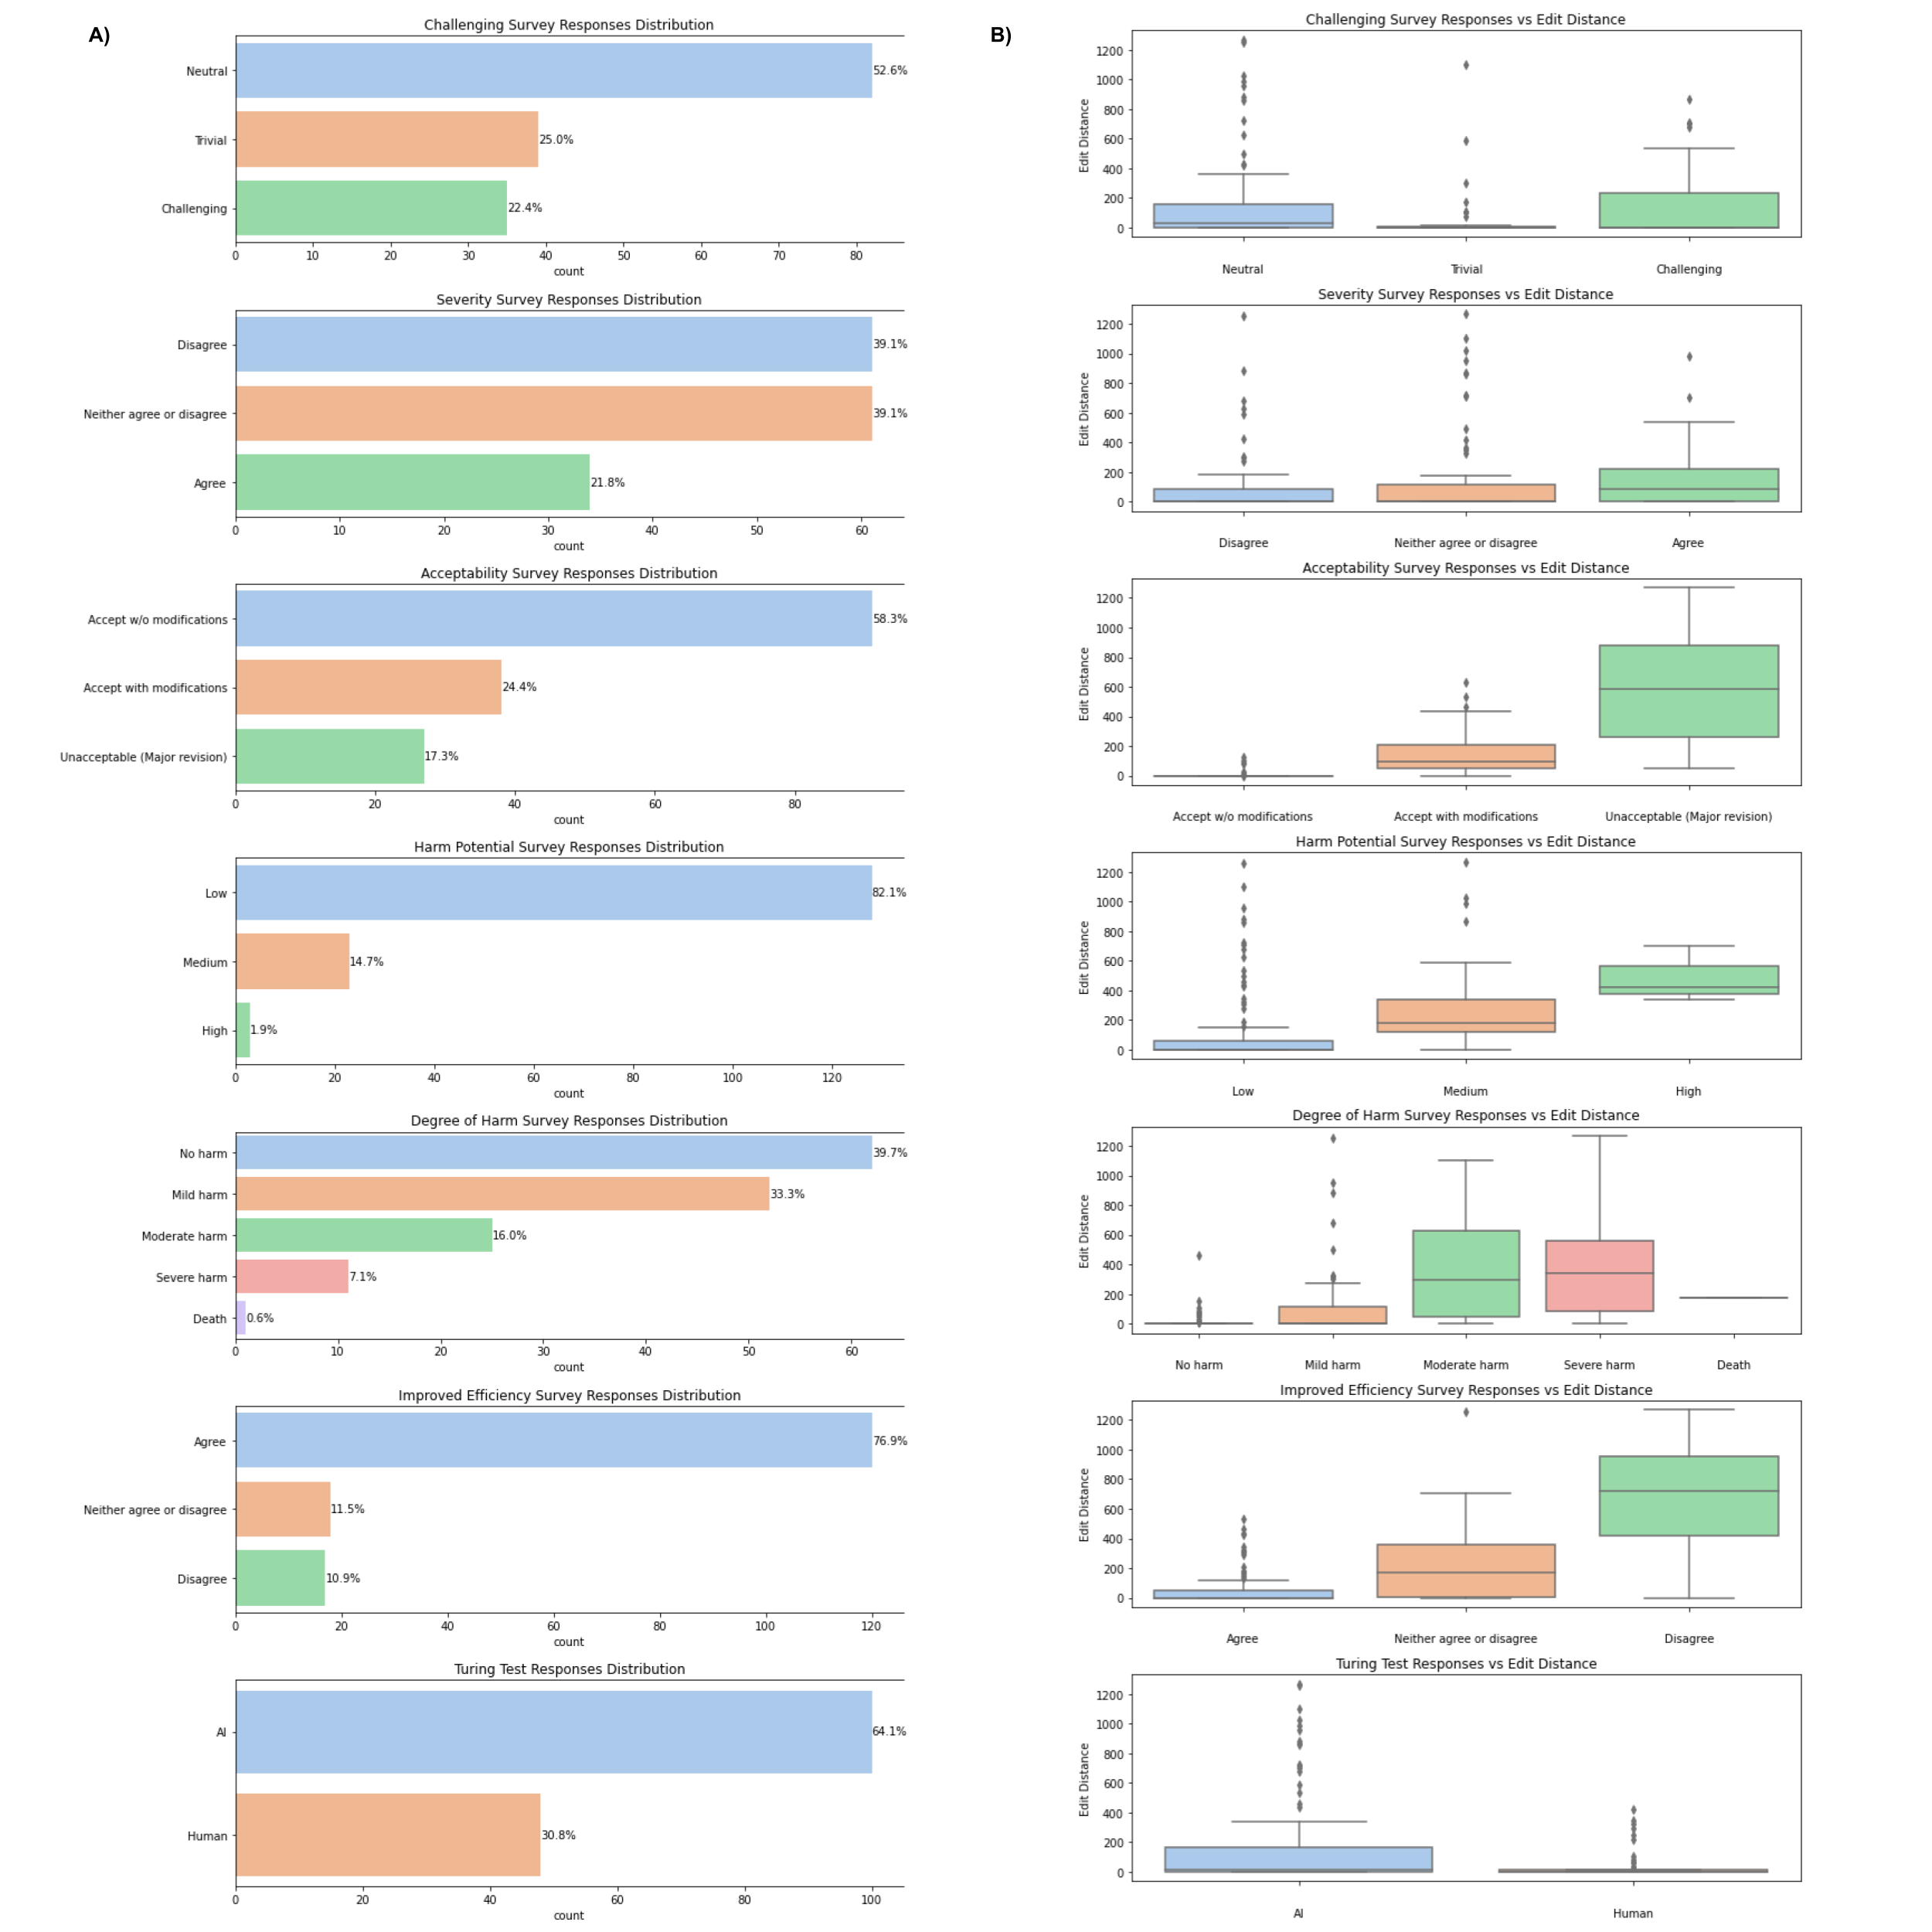 A)
Challenging Survey Responses Distribution
Neutral
52.6%
Trivial
25.0%
Challenging
22.4%
0 10 20 30 40 50 60 70 80
count
Severity Survey Responses Distribution
Disagree
39.1%
Neither agree or disagree
39.1%
Agree
21.8%
0 10 20 30 40 50 60
count
Acceptability Survey Responses Distribution
Accept w/o modifications
58.3%
Accept with modifications
24.4%
Unacceptable (Major revision)
17.3%
0 20 40 60 80
count
Harm Potential Survey Responses Distribution
Low
82.1%
Medium
14.7%
High
1.9%
0 20 40 60 80 100 120
count
Degree of Harm Survey Responses Distribution
No harm
39.7%
Mild harm
33.3%
Moderate harm
16.0%
Severe harm
7.1%
Death
0.6%
0 10 20 30 40 50 60
count
Improved Efficiency Survey Responses Distribution
Agree
76.9%
Neither agree or disagree
11.5%
Disagree
10.9%
0 20 40 60 80 100 120
count
Turing Test Responses Distribution
AI
64.1%
Human
30.8%
0 20 40 60 80 100
count
B)
Challenging Survey Responses vs Edit Distance
Edit Distance
1200
1000
800
600
400
200
0
Neutral Trivial Challenging
Severity Survey Responses vs Edit Distance
Edit Distance
1200
1000
800
600
400
200
0
Disagree Neither agree or disagree Agree
Acceptability Survey Responses vs Edit Distance
Edit Distance
1200
1000
800
600
400
200
0
Accept w/o modifications Accept with modifications Unacceptable (Major revision)
Harm Potential Survey Responses vs Edit Distance
Edit Distance
1200
1000
800
600
400
200
0
Low Medium High
Degree of Harm Survey Responses vs Edit Distance
Edit Distance
1200
1000
800
600
400
200
0
No harm Mild harm Moderate harm Severe harm Death
Improved Efficiency Survey Responses vs Edit Distance
Edit Distance
1200
1000
800
600
400
200
0
Agree Neither agree or disagree Disagree
Turing Test Responses vs Edit Distance
Edit Distance
1200
1000
800
600
400
200
0
AI Human